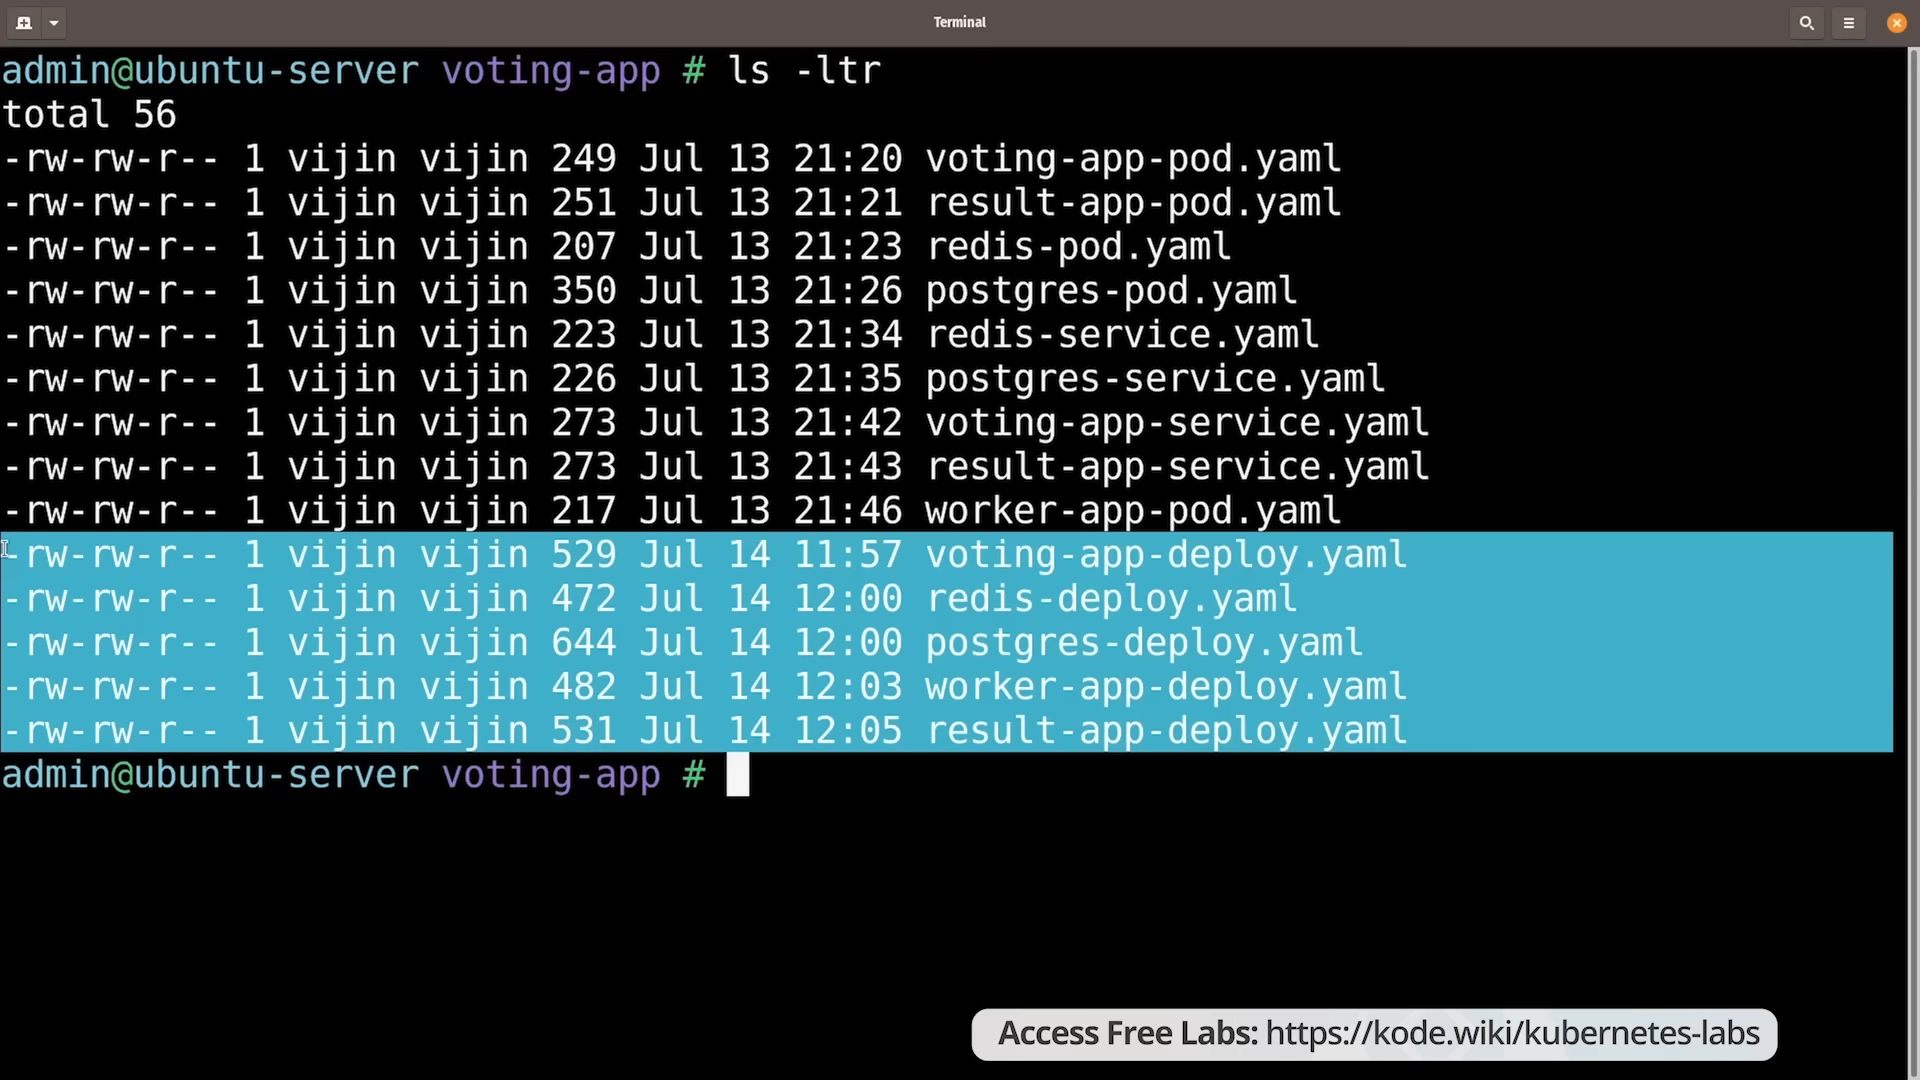 Terminal
admin@ubuntu-server voting-app # ls -ltr
total 56
-rw-rw-r-- 1 vijin vijin 249 Jul 13 21:20 voting-app-pod.yaml
-rw-rw-r-- 1 vijin vijin 251 Jul 13 21:21 result-app-pod.yaml
-rw-rw-r-- 1 vijin vijin 207 Jul 13 21:23 redis-pod.yaml
-rw-rw-r-- 1 vijin vijin 350 Jul 13 21:26 postgres-pod.yaml
-rw-rw-r-- 1 vijin vijin 223 Jul 13 21:34 redis-service.yaml
-rw-rw-r-- 1 vijin vijin 226 Jul 13 21:35 postgres-service.yaml
-rw-rw-r-- 1 vijin vijin 273 Jul 13 21:42 voting-app-service.yaml
-rw-rw-r-- 1 vijin vijin 273 Jul 13 21:43 result-app-service.yaml
-rw-rw-r-- 1 vijin vijin 217 Jul 13 21:46 worker-app-pod.yaml
-rw-rw-r-- 1 vijin vijin 529 Jul 14 11:57 voting-app-deploy.yaml
-rw-rw-r-- 1 vijin vijin 472 Jul 14 12:00 redis-deploy.yaml
-rw-rw-r-- 1 vijin vijin 644 Jul 14 12:00 postgres-deploy.yaml
-rw-rw-r-- 1 vijin vijin 482 Jul 14 12:03 worker-app-deploy.yaml
-rw-rw-r-- 1 vijin vijin 531 Jul 14 12:05 result-app-deploy.yaml
admin@ubuntu-server voting-app #
Access Free Labs: https://kode.wiki/kubernetes-labs